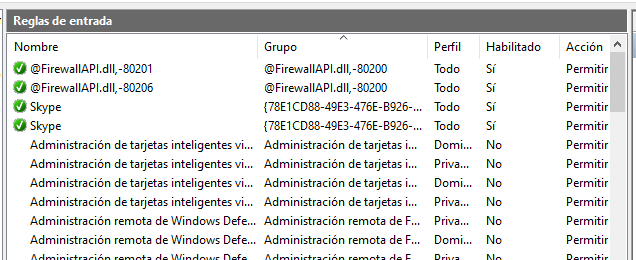 Reglas de entrada
Nombre Grupo Perfil Habilitado Acción
@FirewallAPI.dll,-80201 @FirewallAPI.dll,-80200 Todo Sí Permitir
@FirewallAPI.dll,-80206 @FirewallAPI.dll,-80200 Todo Sí Permitir
Skype {78E1CD88-49E3-476E-B926-... Todo Sí Permitir
Skype {78E1CD88-49E3-476E-B926-... Todo Sí Permitir
Administración de tarjetas inteligentes vi... Administración de tarjetas i... Domi... No Permitir
Administración de tarjetas inteligentes vi... Administración de tarjetas i... Priva... No Permitir
Administración de tarjetas inteligentes vi... Administración de tarjetas i... Domi... No Permitir
Administración de tarjetas inteligentes vi... Administración de tarjetas i... Priva... No Permitir
Administración remota de Windows Defe... Administración remota de F... Priva... No Permitir
Administración remota de Windows Defe... Administración remota de F... Domi... No Permitir
Administración remota de Windows Defe... Administración remota de F... Priva... No Permitir